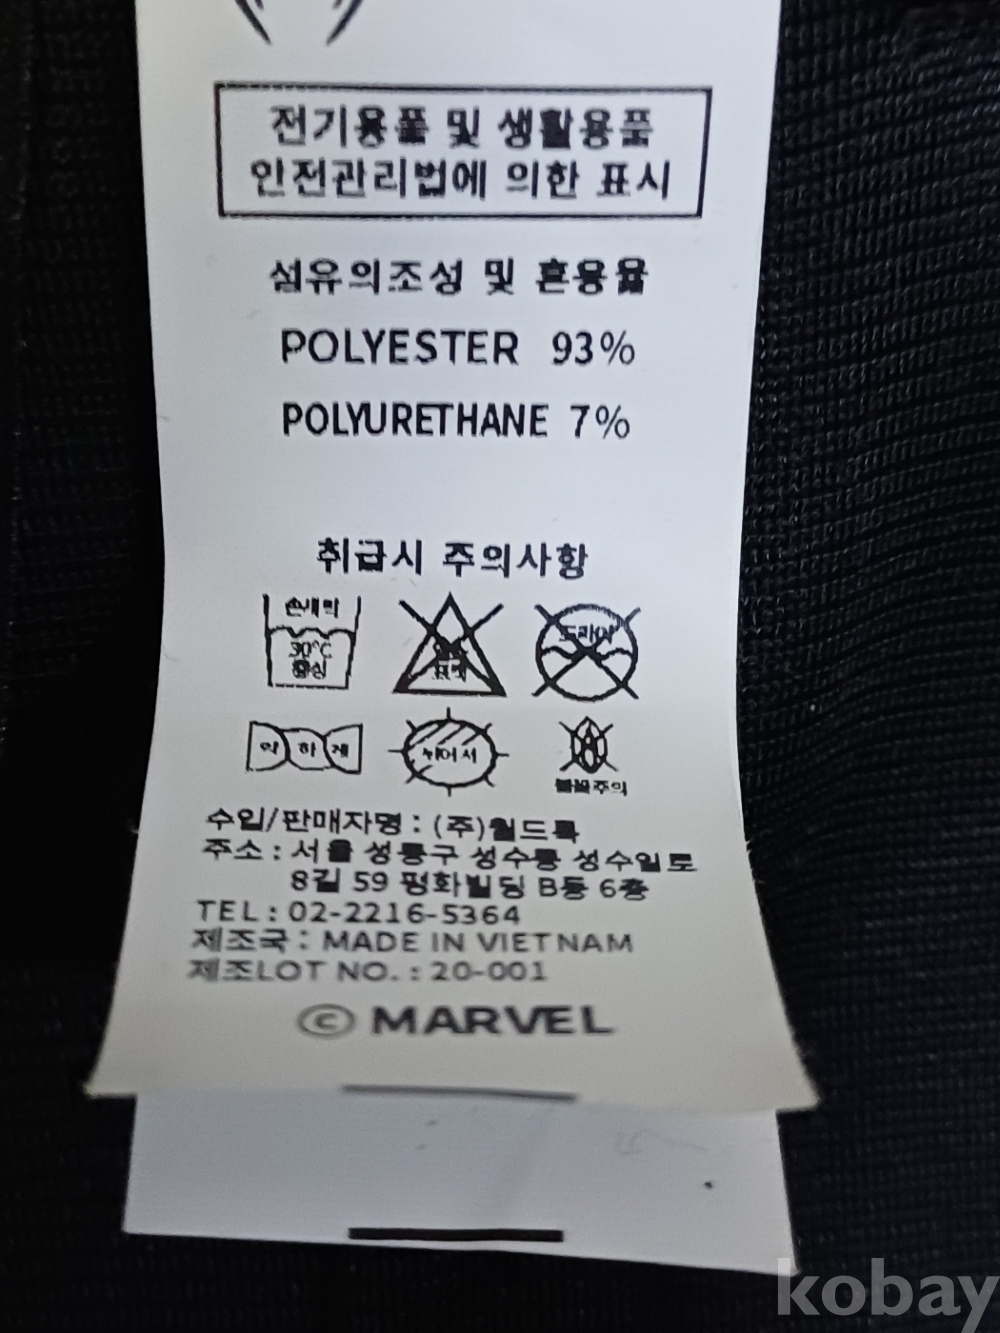 전기용품 및 생활용품
안전관리법에 의한 표시
섬유의조성 및 혼용율
POLYESTER 93%
POLYURETHANE 7%
취급시 주의사항
손세탁
30°C
중성
표백
드라이
약하게
뉘어서
불꽃주의
수입/판매자명 : (주)월드록
주소 : 서울 성동구 성수동 성수일로
8길 59 평화빌딩 B동 6층
TEL : 02-2216-5364
제조국 : MADE IN VIETNAM
제조LOT NO. : 20-001
© MARVEL
kobay